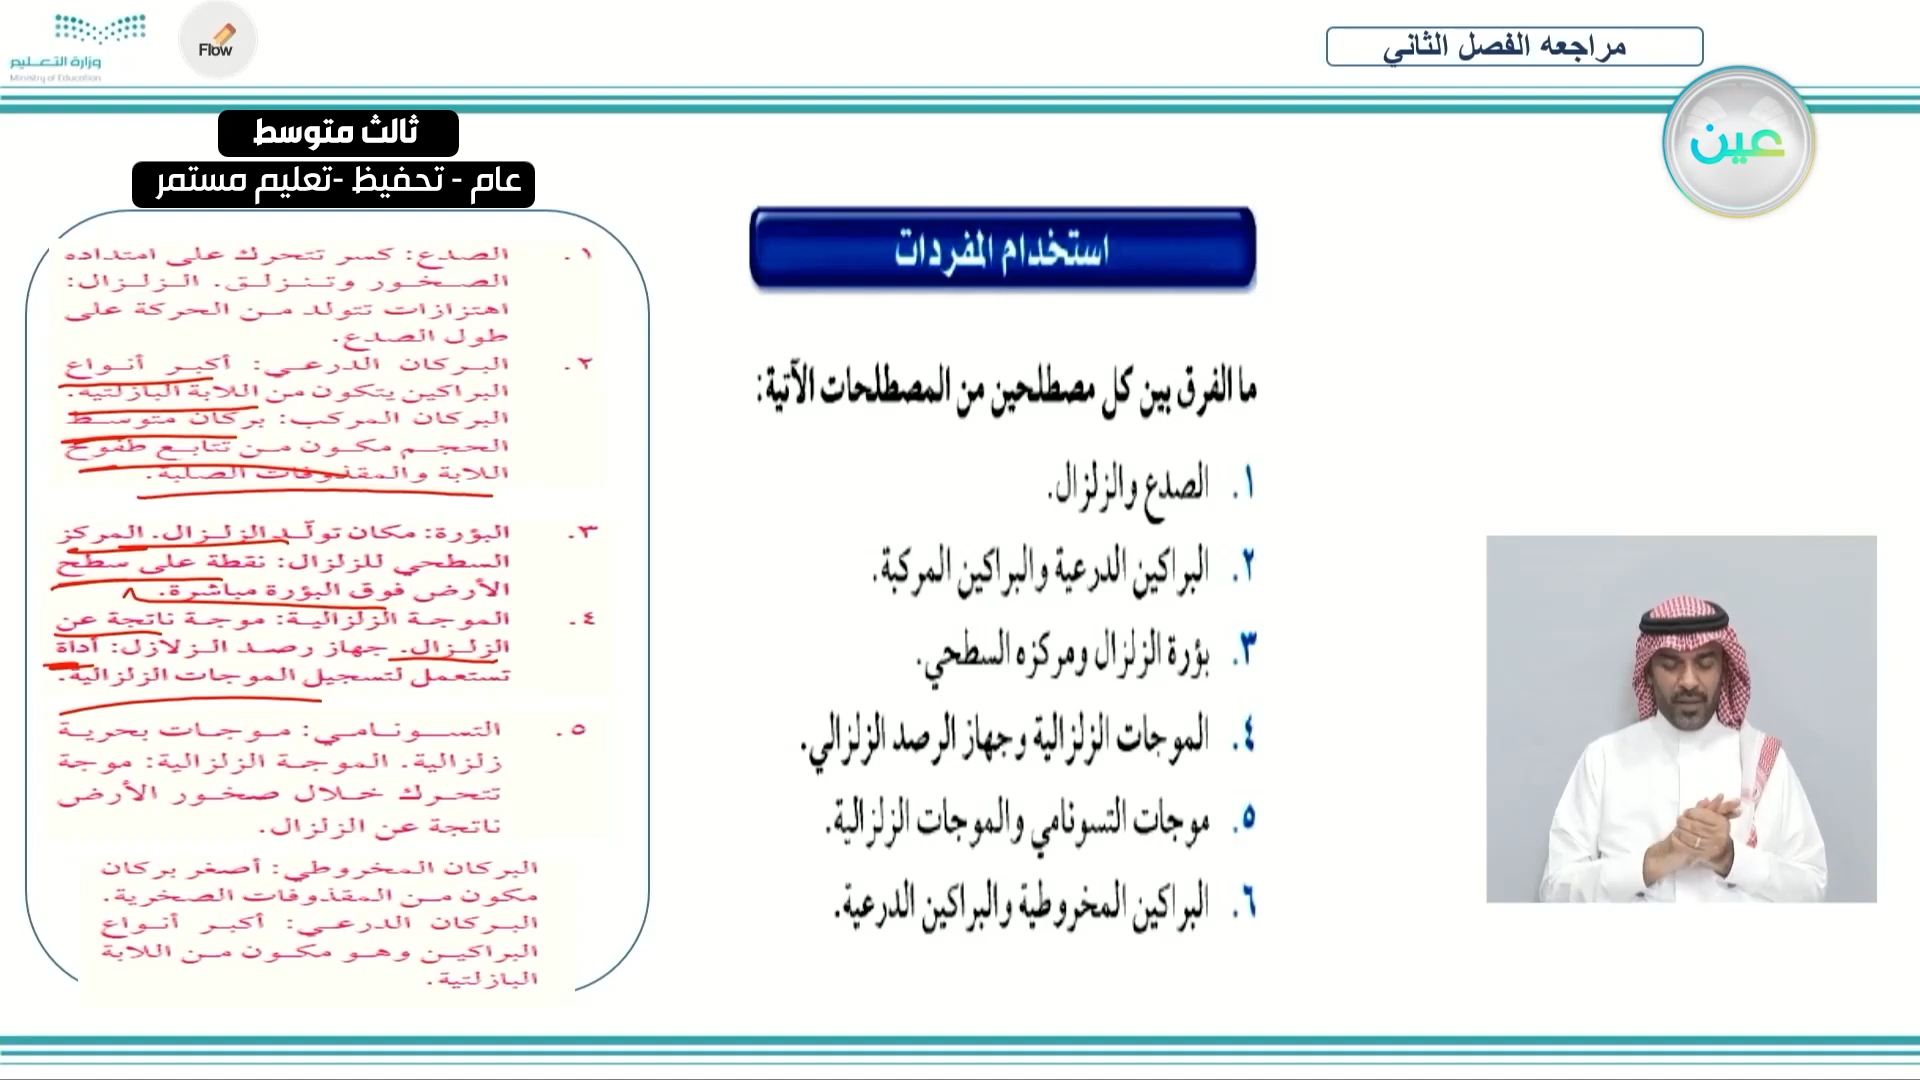 مراجعه الفصل الثاني
وزارة التعليم
Ministry of Education
Flow
عين
ثالث متوسط
عام - تحفيظ -تعليم مستمر
استخدام المفردات
ما الفرق بين كل مصطلحين من المصطلحات الآتية:
١. الصدع والزلزال.
٢. البراكين الدرعية والبراكين المركبة.
٣. بؤرة الزلزال ومركزه السطحي.
٤. الموجات الزلزالية وجهاز الرصد الزلزالي.
٥. موجات التسونامي والموجات الزلزالية.
٦. البراكين المخروطية والبراكين الدرعية.
١. الصدع: كسر تتحرك على امتداده
الصخور وتنزلق. الزلزال:
اهتزازات تتولد من الحركة على
طول الصدع.
٢. البركان الدرعي: أكبر أنواع
البراكين يتكون من اللابة البازلتية.
البركان المركب: بركان متوسط
الحجم مكون من تتابع طفوح
اللابة والمقذوفات الصلبة.
٣. البؤرة: مكان تولّد الزلزال. المركز
السطحي للزلزال: نقطة على سطح
الأرض فوق البؤرة مباشرة.
٤. الموجة الزلزالية: موجة ناتجة عن
الزلزال. جهاز رصد الزلازل: أداة
تستعمل لتسجيل الموجات الزلزالية.
٥. التسونامي: موجات بحرية
زلزالية. الموجة الزلزالية: موجة
تتحرك خلال صخور الأرض
ناتجة عن الزلزال.
البركان المخروطي: أصغر بركان
مكون من المقذوفات الصخرية.
البركان الدرعي: أكبر أنواع
البراكين وهو مكون من اللابة
البازلتية.